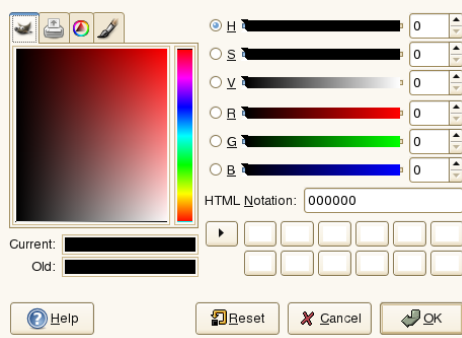 H 0
S 0
V 0
R 0
G 0
B 0
HTML Notation: 000000
Current:
Old:
Help
Reset
Cancel
OK